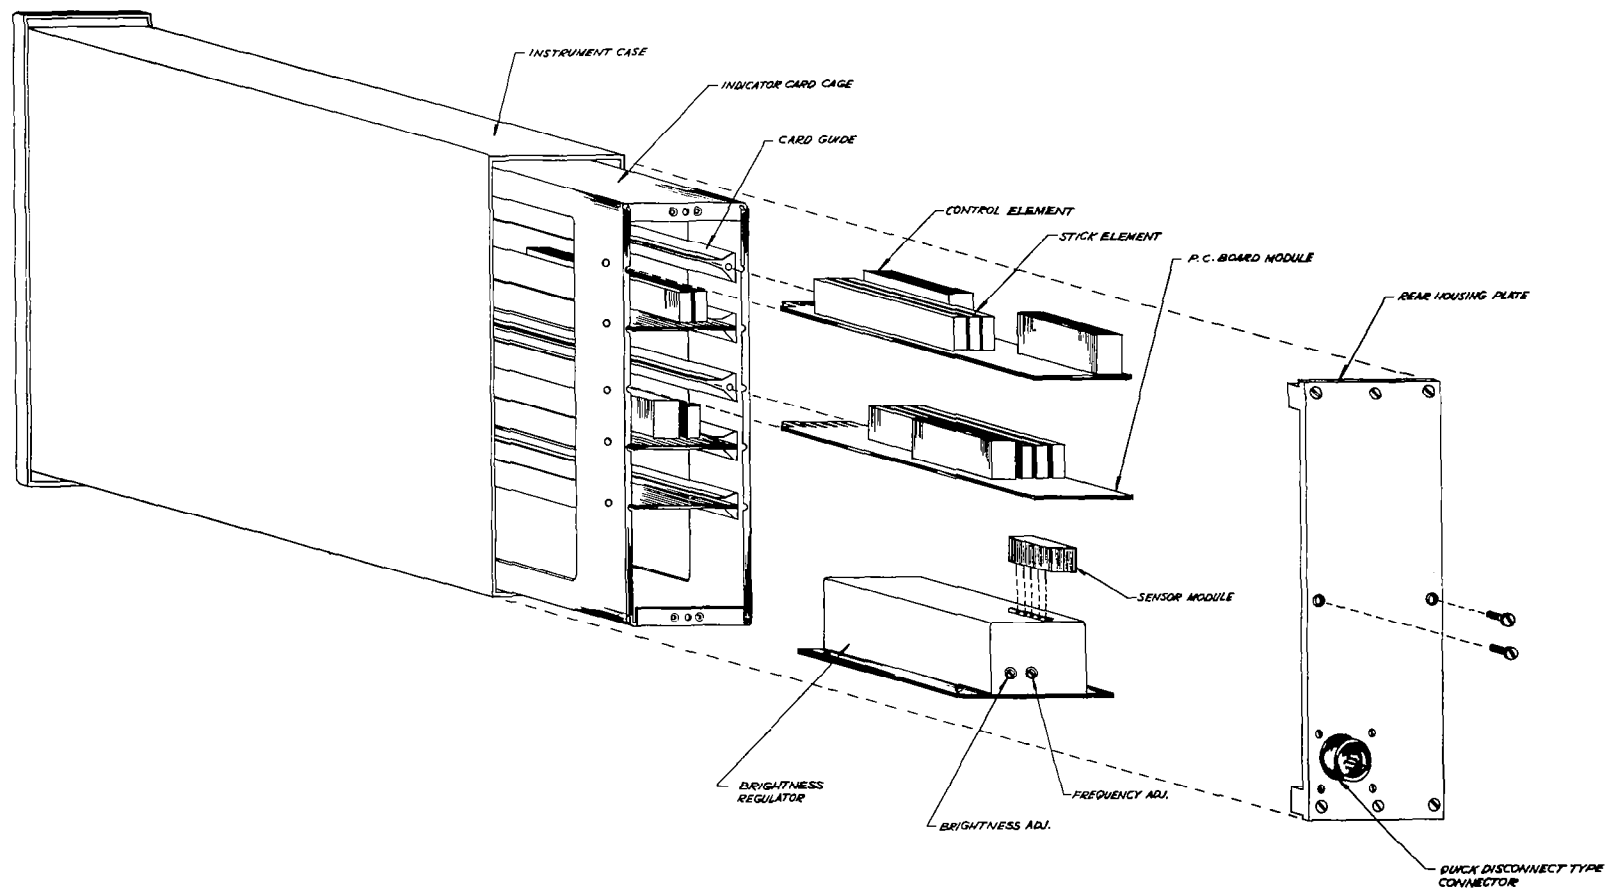 INSTRUMENT CASE
INDICATOR CARD CAGE
CARD GUIDE
CONTROL ELEMENT
STICK ELEMENT
P.C. BOARD MODULE
REAR HOUSING PLATE
SENSOR MODULE
BRIGHTNESS
REGULATOR
FREQUENCY ADJ.
BRIGHTNESS ADJ.
QUICK DISCONNECT TYPE
CONNECTOR